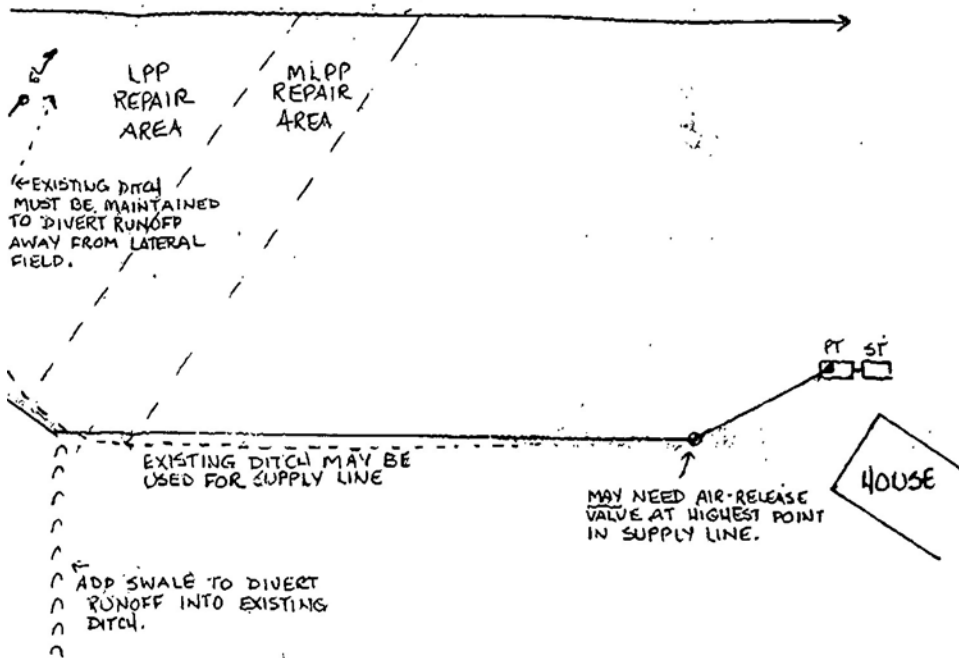 LPP
REPAIR
AREA
MLPP
REPAIR
AREA
EXISTING DITCH
MUST BE MAINTAINED
TO DIVERT RUNOFF
AWAY FROM LATERAL
FIELD.
PT ST
HOUSE
EXISTING DITCH MAY BE
USED FOR SUPPLY LINE
MAY NEED AIR-RELEASE
VALUE AT HIGHEST POINT
IN SUPPLY LINE.
ADD SWALE TO DIVERT
RUNOFF INTO EXISTING
DITCH.